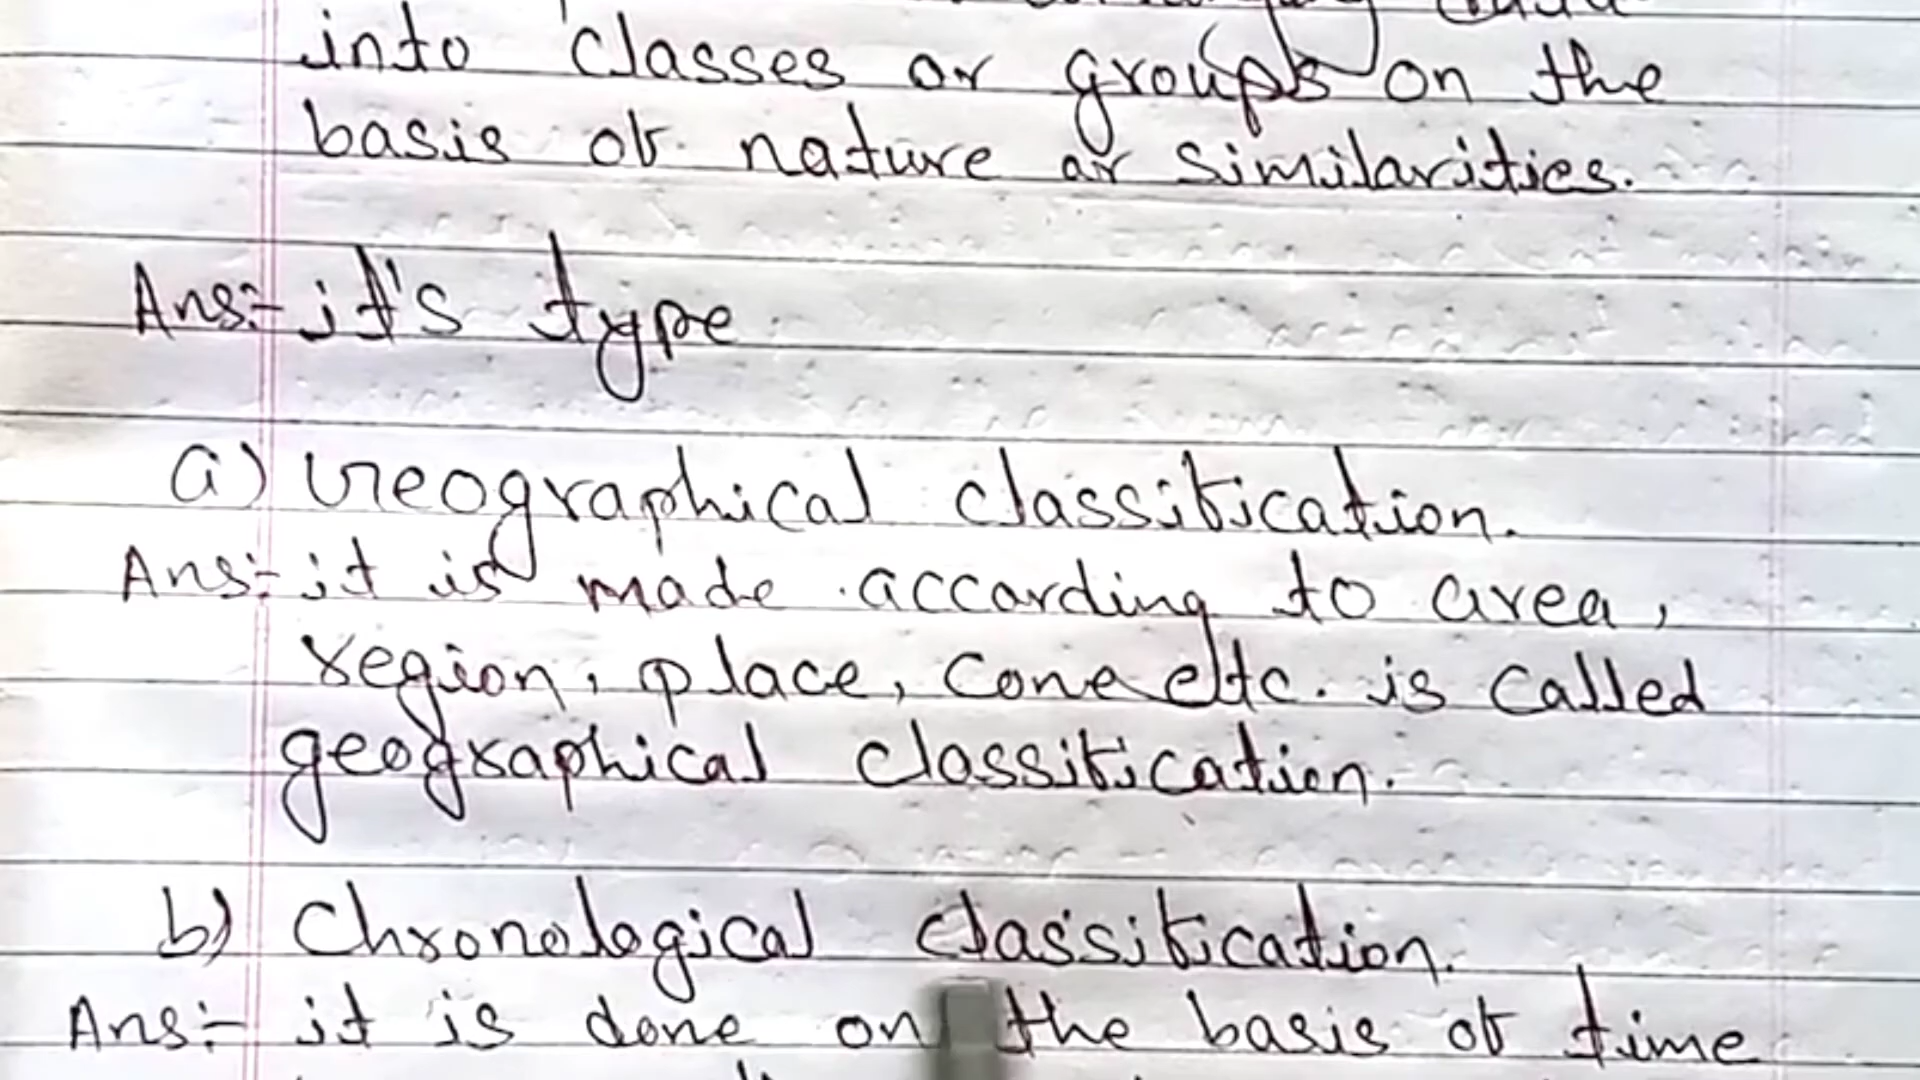 into classes or groups on the
basis of nature or similarities.
Ans:- it's type
a) Geographical classification.
Ans:- it is made according to area,
region, place, cone etc. is called
geographical classification.
b) Chronological classification.
Ans:- it is done on the basis of time